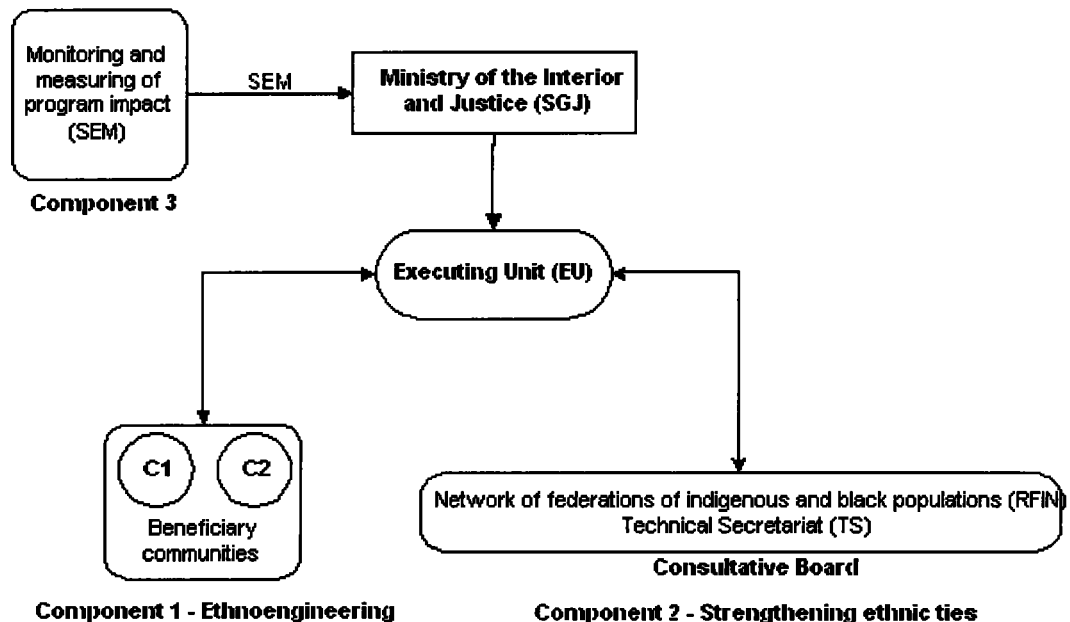 Monitoring and
measuring of
program impact
(SEM)
SEM
Ministry of the Interior
and Justice (SGJ)
Component 3
Executing Unit (EU)
C1
C2
Beneficiary
communities
Network of federations of indigenous and black populations (RFIN)
Technical Secretariat (TS)
Consultative Board
Component 1 - Ethnoengineering
Component 2 - Strengthening ethnic ties